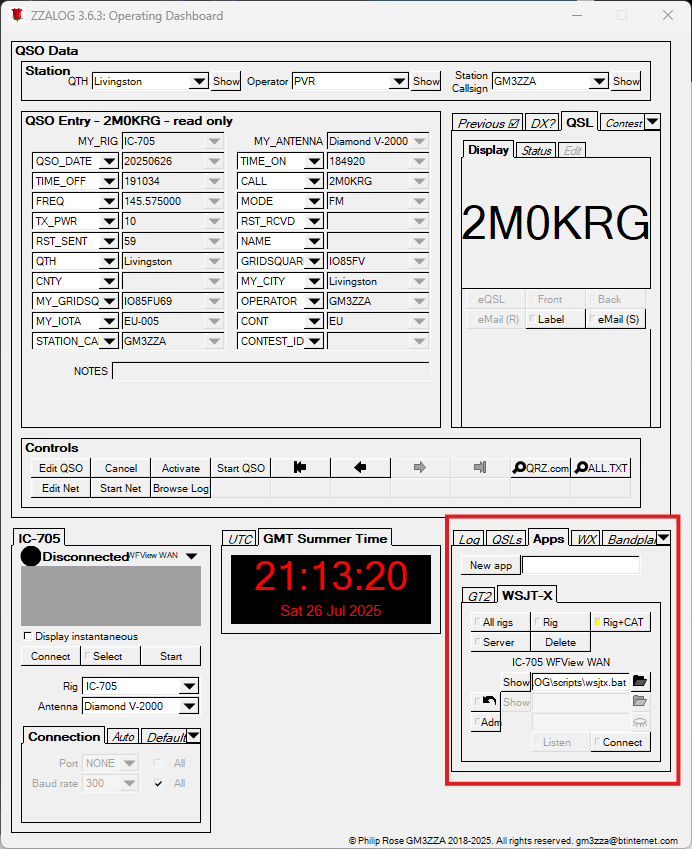 ZZALOG 3.6.3: Operating Dashboard
QSO Data
Station
QTH Livingston Show Operator PVR Show Station Callsign GM3ZZA Show
QSO Entry - 2M0KRG - read only
MY_RIG IC-705 MY_ANTENNA Diamond V-2000
QSO_DATE 20250626 TIME_ON 184920
TIME_OFF 191034 CALL 2M0KRG
FREQ 145.575000 MODE FM
TX_PWR 10 RST_RCVD
RST_SENT 59 NAME
QTH Livingston GRIDSQUAR IO85FV
CNTY MY_CITY Livingston
MY_GRIDSQ IO85FU69 OPERATOR GM3ZZA
MY_IOTA EU-005 CONT EU
STATION_CA GM3ZZA CONTEST_ID
NOTES
Previous DX? QSL Contest
Display Status Edit
2M0KRG
eQSL Front Back
eMail (R) Label eMail (S)
Controls
Edit QSO Cancel Activate Start QSO QRZ.com ALL.TXT
Edit Net Start Net Browse Log
IC-705
Disconnected WFView WAN
Display instantaneous
Connect Select Start
Rig IC-705
Antenna Diamond V-2000
Connection Auto Default
Port NONE All
Baud rate 300 All
UTC GMT Summer Time
21:13:20
Sat 26 Jul 2025
Log QSLs Apps WX Bandplan
New app
GT2 WSJT-X
All rigs Rig Rig+CAT
Server Delete
IC-705 WFView WAN
Show OG\scripts\wsjtx.bat
Show
Adm
Listen Connect
© Philip Rose GM3ZZA 2018-2025. All rights reserved. gm3zza@btinternet.com